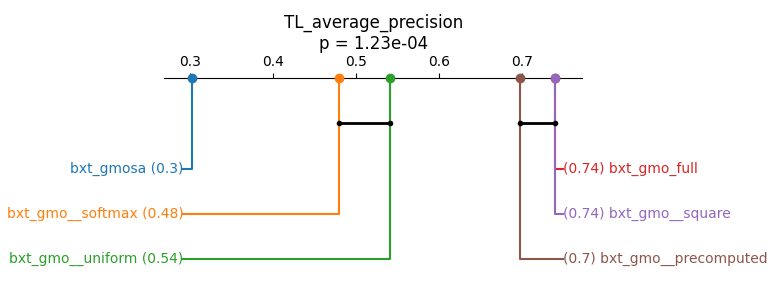 TL_average_precision
p = 1.23e-04
0.3 0.4 0.5 0.6 0.7
bxt_gmosa (0.3) (0.74) bxt_gmo_full
bxt_gmo__softmax (0.48) (0.74) bxt_gmo__square
bxt_gmo__uniform (0.54) (0.7) bxt_gmo__precomputed